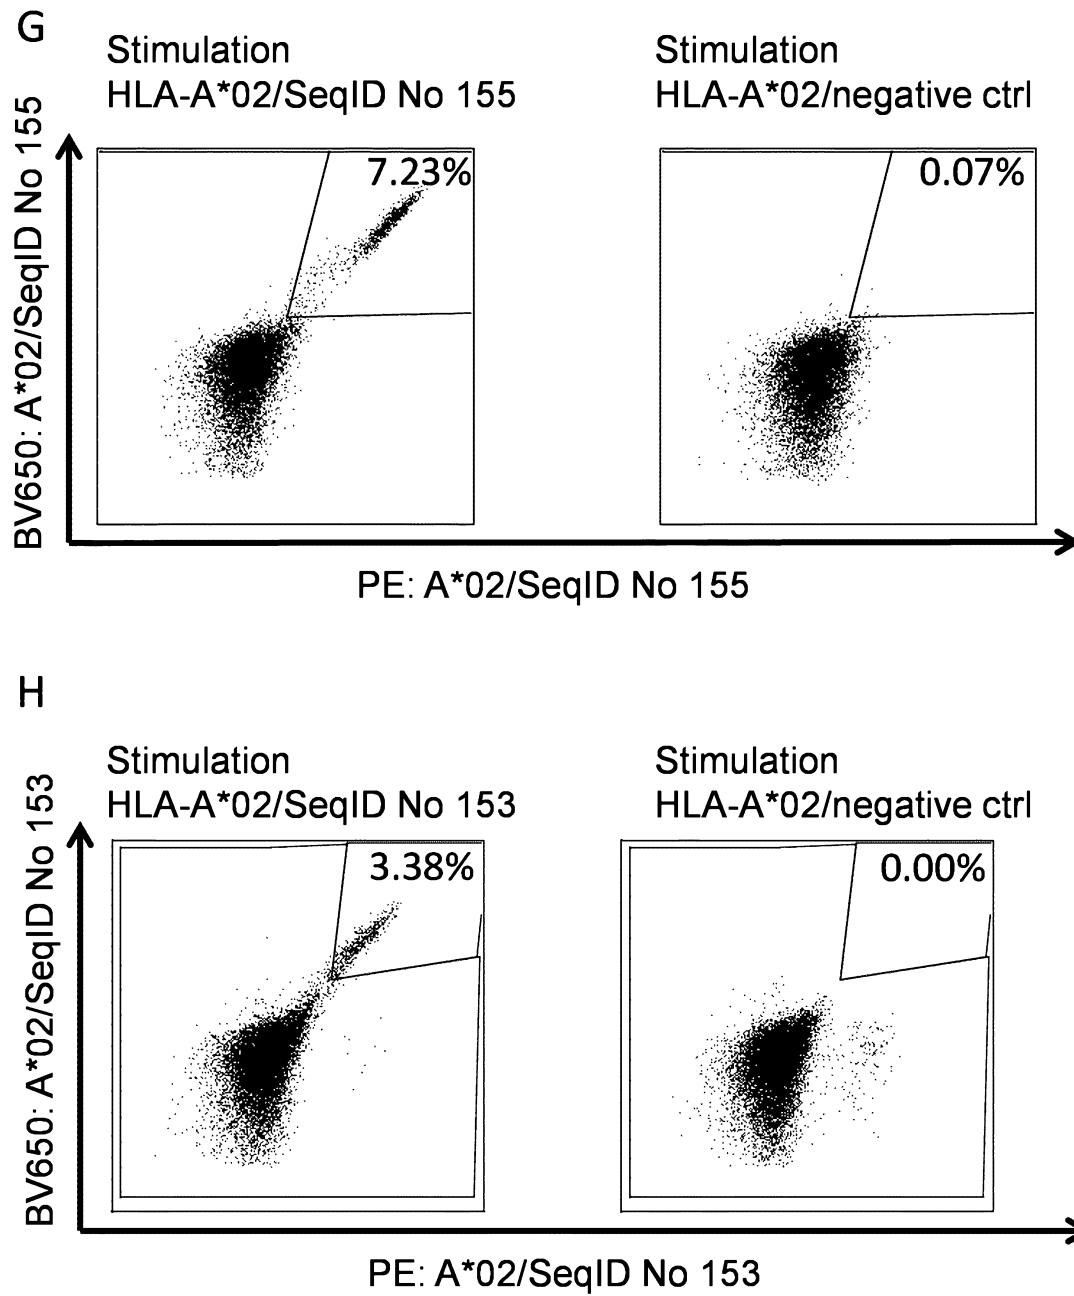 G
Stimulation
HLA-A*02/SeqID No 155
Stimulation
HLA-A*02/negative ctrl
BV650: A*02/SeqID No 155
7.23%
0.07%
PE: A*02/SeqID No 155
H
Stimulation
HLA-A*02/SeqID No 153
Stimulation
HLA-A*02/negative ctrl
BV650: A*02/SeqID No 153
3.38%
0.00%
PE: A*02/SeqID No 153